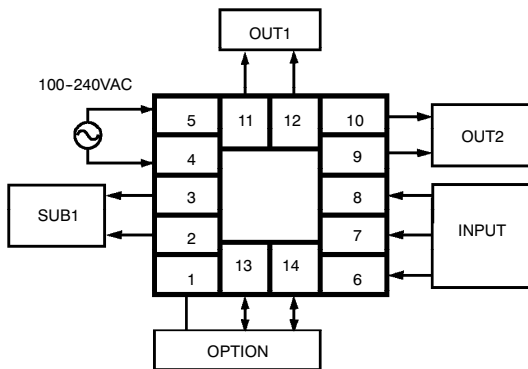 OUT1
100-240VAC
5 11 12 10
OUT2
4 9
3 8
SUB1
2 7
INPUT
1 13 14 6
OPTION